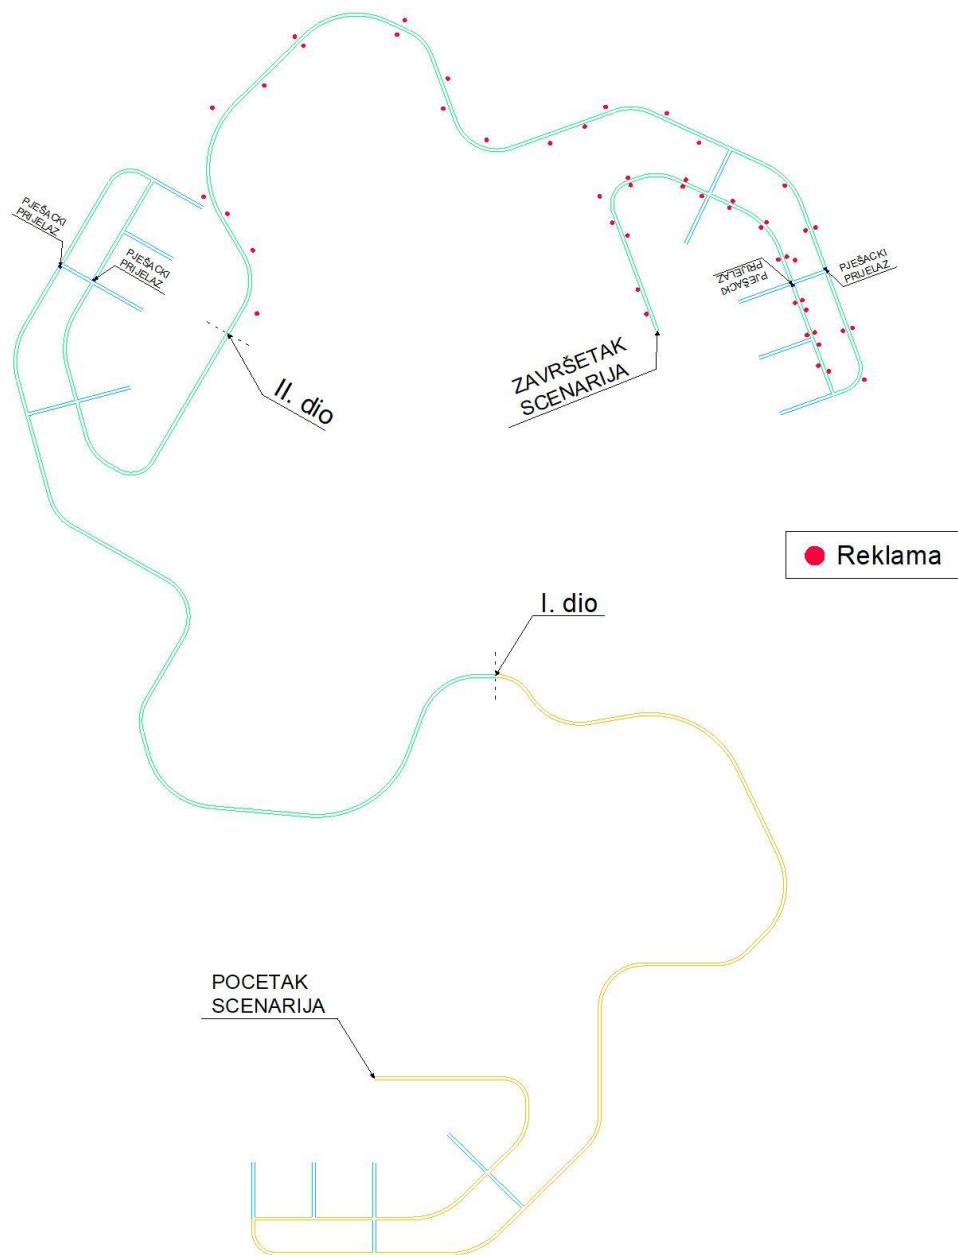 PJEŠACKI
PRIJELAZ
PJEŠACKI
PRIJELAZ
PJEŠACKI
PRIJELAZ
PJEŠACKI
PRIJELAZ
II. dio
ZAVRŠETAK
SCENARIJA
Reklama
I. dio
POCETAK
SCENARIJA